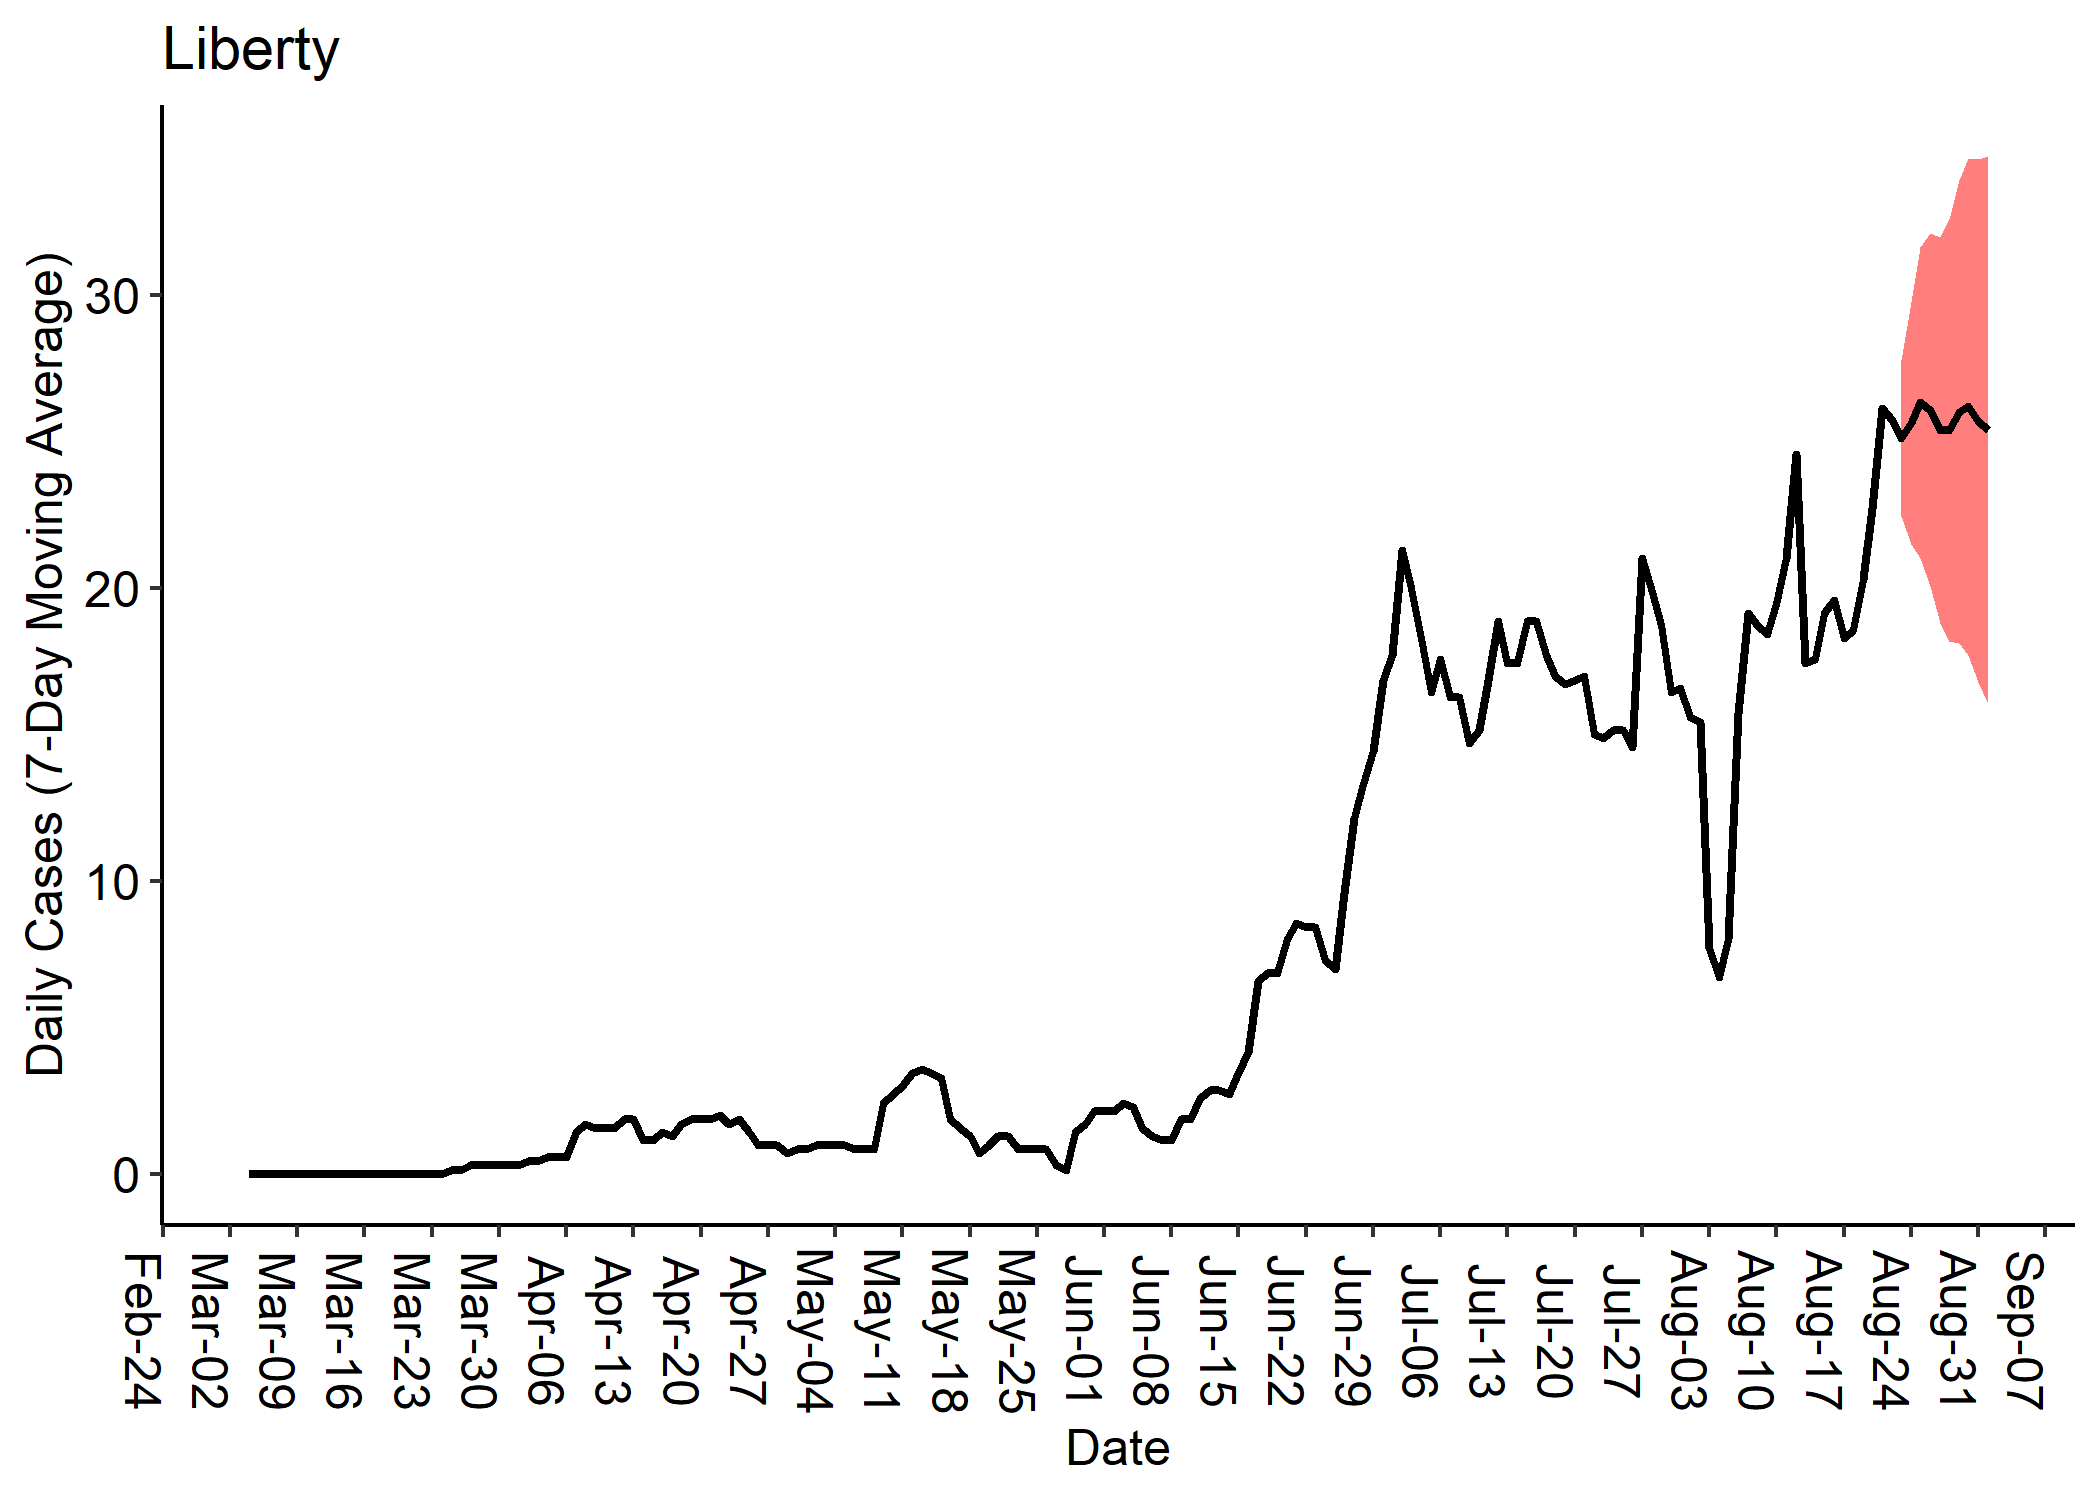 Liberty
Daily Cases (7-Day Moving Average)
30
20
10
0
Feb-24
Mar-02
Mar-09
Mar-16
Mar-23
Mar-30
Apr-06
Apr-13
Apr-20
Apr-27
May-04
May-11
May-18
May-25
Jun-01
Jun-08
Jun-15
Jun-22
Jun-29
Jul-06
Jul-13
Jul-20
Jul-27
Aug-03
Aug-10
Aug-17
Aug-24
Aug-31
Sep-07
Date